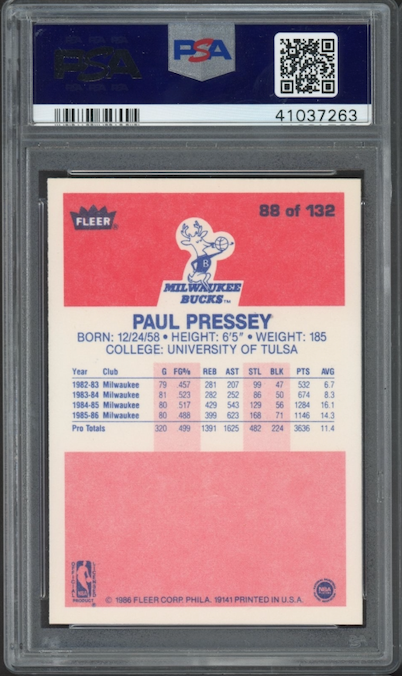 PSA
PSA
41037263
FLEER
88 of 132
B
MILWAUKEE
BUCKS™
PAUL PRESSEY
BORN: 12/24/58 • HEIGHT: 6'5" • WEIGHT: 185
COLLEGE: UNIVERSITY OF TULSA
Year Club G FG% REB AST STL BLK PTS AVG
1982-83 Milwaukee 79 .457 281 207 99 47 532 6.7
1983-84 Milwaukee 81 .523 282 252 86 50 674 8.3
1984-85 Milwaukee 80 .517 429 543 129 56 1284 16.1
1985-86 Milwaukee 80 .488 399 623 168 71 1146 14.3
Pro Totals 320 .499 1391 1625 482 224 3636 11.4
NBA
PRODUCT
© 1986 FLEER CORP. PHILA. 19141 PRINTED IN U.S.A.